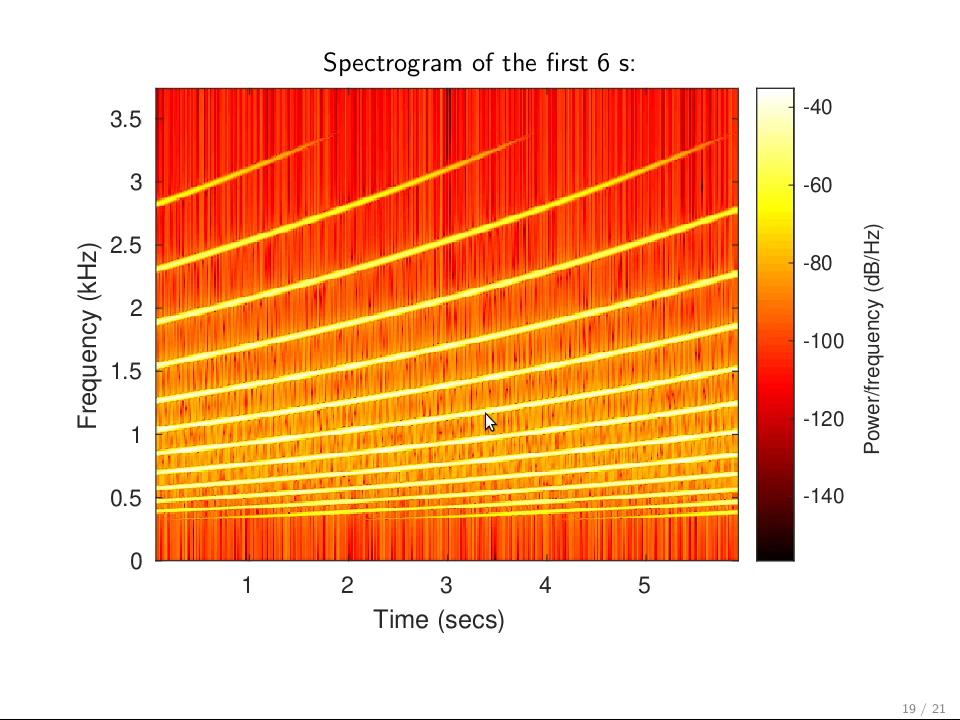 Spectrogram of the first 6 s:
3.5
3
2.5
2
1.5
1
0.5
0
Frequency (kHz)
1 2 3 4 5
Time (secs)
-40
-60
-80
-100
-120
-140
Power/frequency (dB/Hz)
19 / 21